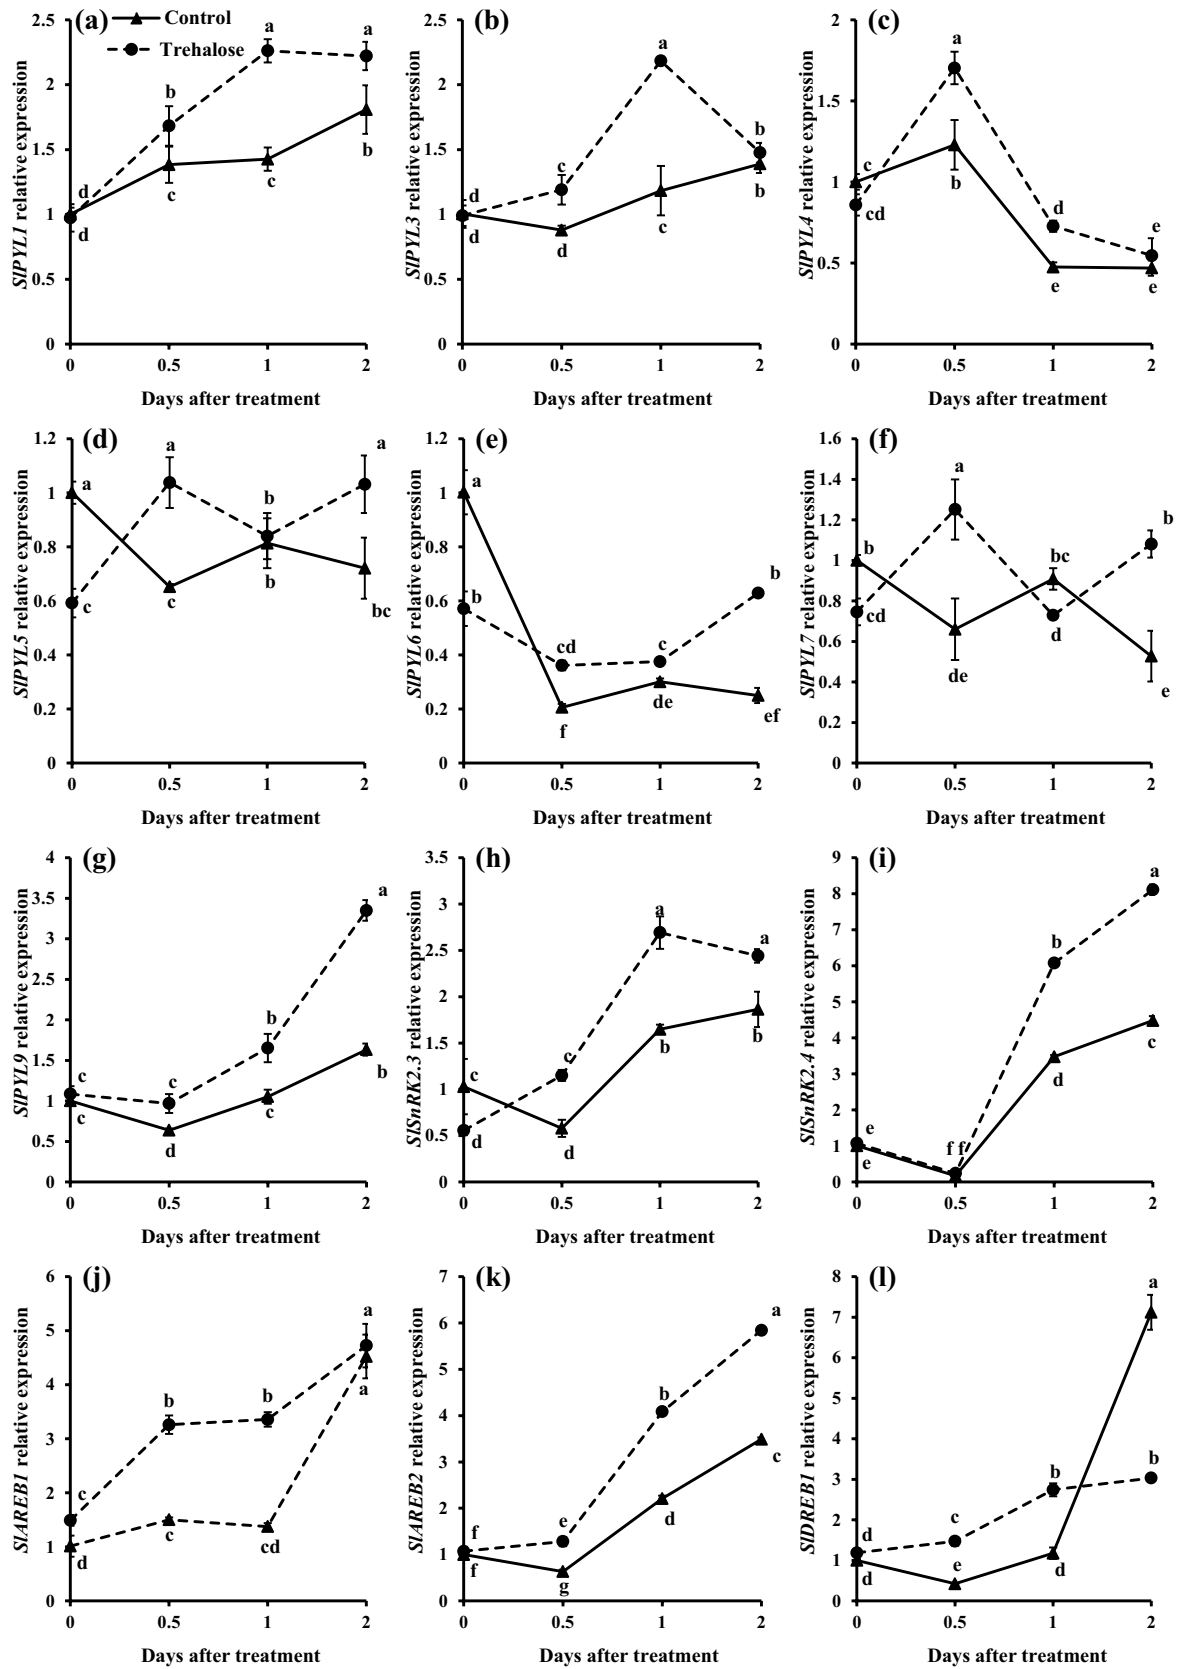 (a)
Control
Trehalose
SlPYL1 relative expression
2.5
2
1.5
1
0.5
0
d
d
b
c
a
c
a
b
0 0.5 1 2
Days after treatment
(b)
SlPYL3 relative expression
2.5
2
1.5
1
0.5
0
d
d
c
d
a
c
b
b
0 0.5 1 2
Days after treatment
(c)
SlPYL4 relative expression
2
1.5
1
0.5
0
c
cd
a
b
d
e
e
e
0 0.5 1 2
Days after treatment
(d)
SlPYL5 relative expression
1.2
1
0.8
0.6
0.4
0.2
0
a
c
a
c
b
b
a
bc
0 0.5 1 2
Days after treatment
(e)
SlPYL6 relative expression
1.2
1
0.8
0.6
0.4
0.2
0
a
b
cd
f
c
de
b
ef
0 0.5 1 2
Days after treatment
(f)
SlPYL7 relative expression
1.6
1.4
1.2
1
0.8
0.6
0.4
0.2
0
b
cd
a
de
bc
d
b
e
0 0.5 1 2
Days after treatment
(g)
SlPYL9 relative expression
4
3.5
3
2.5
2
1.5
1
0.5
0
c
c
c
d
b
c
a
b
0 0.5 1 2
Days after treatment
(h)
SlSnRK2.3 relative expression
3.5
3
2.5
2
1.5
1
0.5
0
c
d
c
d
a
b
a
b
0 0.5 1 2
Days after treatment
(i)
SlSnRK2.4 relative expression
9
8
7
6
5
4
3
2
1
0
e
e
f f
b
d
a
c
0 0.5 1 2
Days after treatment
(j)
SlAREB1 relative expression
6
5
4
3
2
1
0
c
d
b
c
b
cd
a
a
0 0.5 1 2
Days after treatment
(k)
SlAREB2 relative expression
7
6
5
4
3
2
1
0
f
f
e
g
b
d
a
c
0 0.5 1 2
Days after treatment
(l)
SlDREB1 relative expression
8
7
6
5
4
3
2
1
0
d
d
c
e
b
d
a
b
0 0.5 1 2
Days after treatment